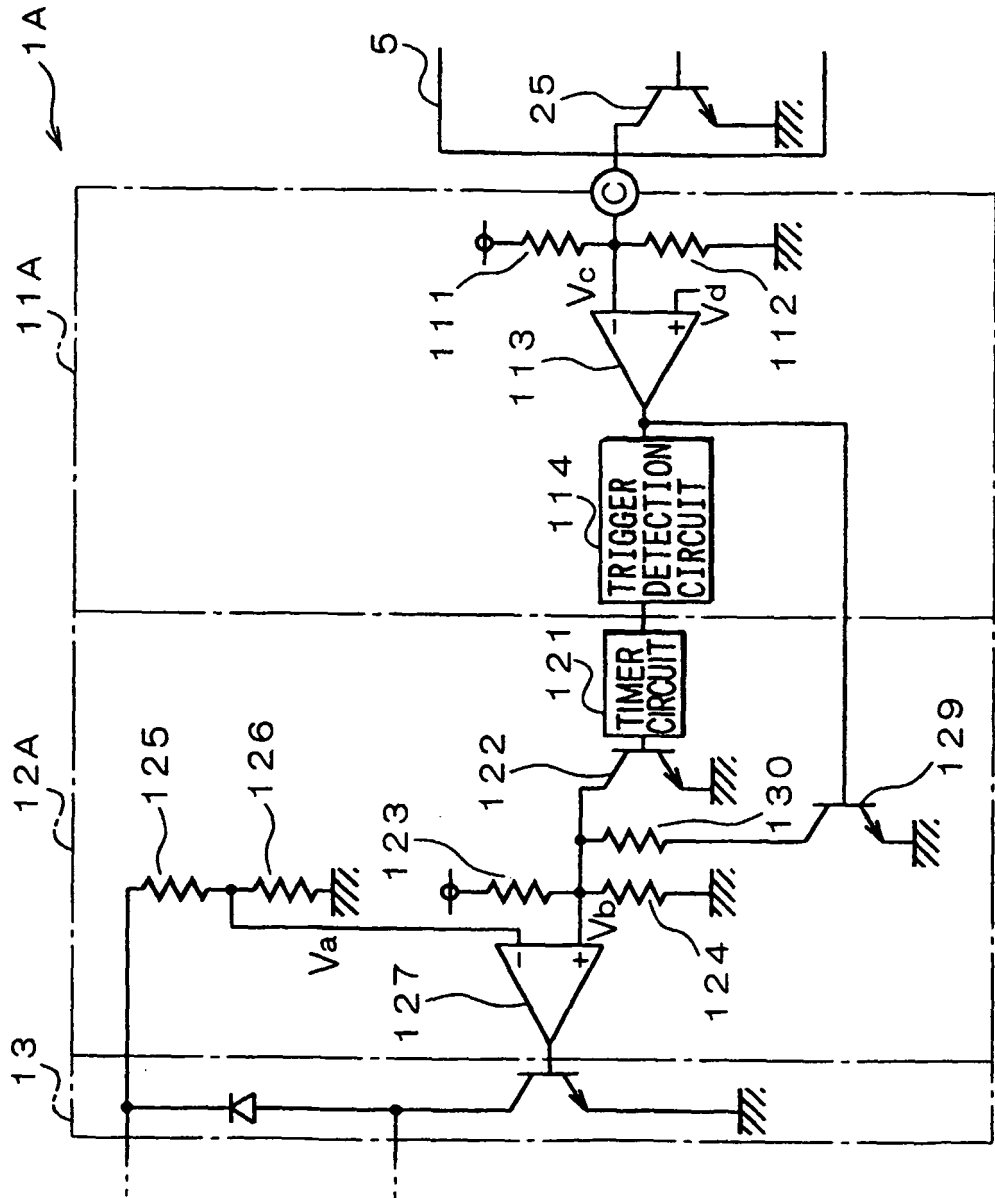 1A
11A
12A
13
5
25
C
111
Vc
112
Vd
-
+
113
114
TRIGGER
DETECTION
CIRCUIT
121
TIMER
CIRCUIT
122
130
129
123
124
Vb
125
126
Va
-
+
127